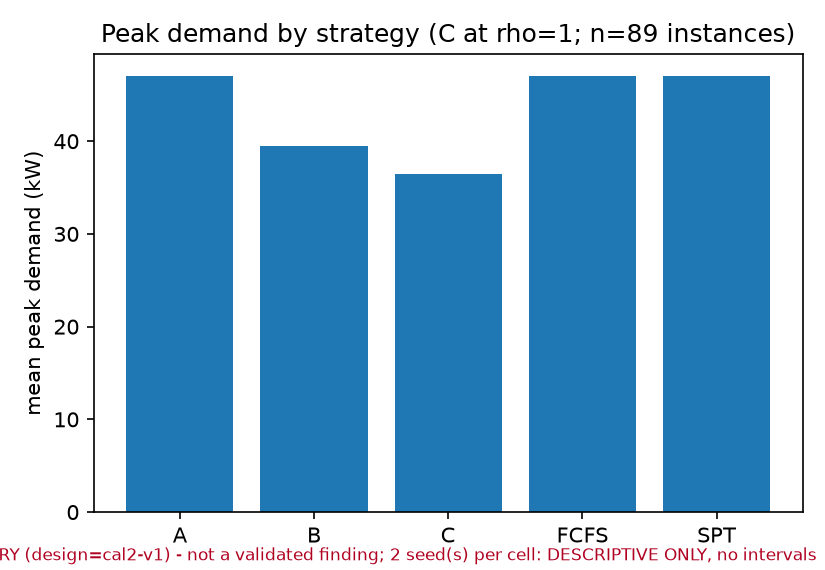 Peak demand by strategy (C at rho=1; n=89 instances)
mean peak demand (kW)
40
30
20
10
0
A B C FCFS SPT
(design=cal2-v1) - not a validated finding; 2 seed(s) per cell: DESCRIPTIVE ONLY, no intervals